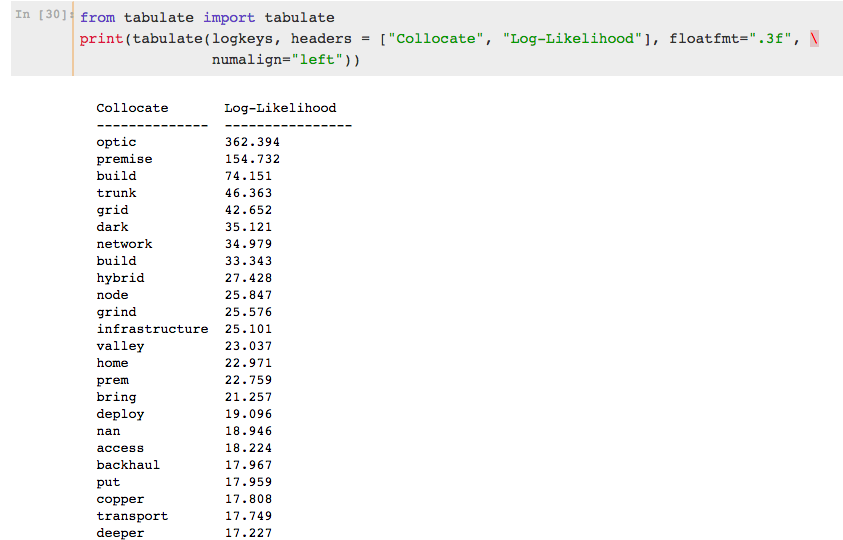 In [30]: from tabulate import tabulate
print(tabulate(logkeys, headers = ["Collocate", "Log-Likelihood"], floatfmt=".3f", \
numalign="left"))
Collocate Log-Likelihood
-------------- ----------------
optic 362.394
premise 154.732
build 74.151
trunk 46.363
grid 42.652
dark 35.121
network 34.979
build 33.343
hybrid 27.428
node 25.847
grind 25.576
infrastructure 25.101
valley 23.037
home 22.971
prem 22.759
bring 21.257
deploy 19.096
nan 18.946
access 18.224
backhaul 17.967
put 17.959
copper 17.808
transport 17.749
deeper 17.227